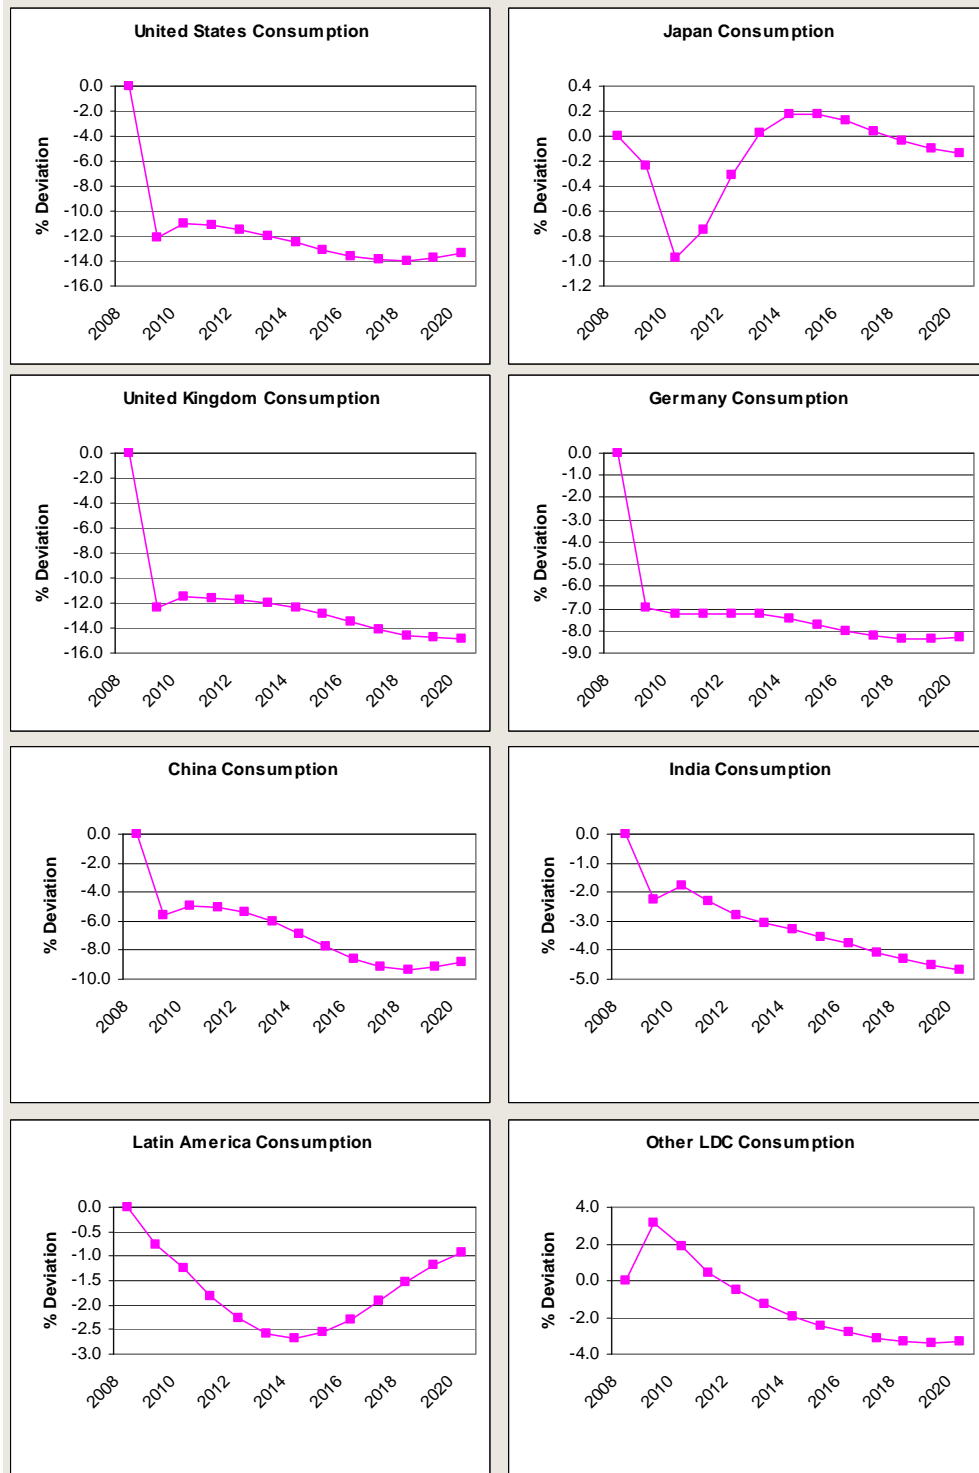 United States Consumption
% Deviation
0.0
-2.0
-4.0
-6.0
-8.0
-10.0
-12.0
-14.0
-16.0
2008 2010 2012 2014 2016 2018 2020
Japan Consumption
% Deviation
0.4
0.2
0.0
-0.2
-0.4
-0.6
-0.8
-1.0
-1.2
2008 2010 2012 2014 2016 2018 2020
United Kingdom Consumption
% Deviation
0.0
-2.0
-4.0
-6.0
-8.0
-10.0
-12.0
-14.0
-16.0
2008 2010 2012 2014 2016 2018 2020
Germany Consumption
% Deviation
0.0
-1.0
-2.0
-3.0
-4.0
-5.0
-6.0
-7.0
-8.0
-9.0
2008 2010 2012 2014 2016 2018 2020
China Consumption
% Deviation
0.0
-2.0
-4.0
-6.0
-8.0
-10.0
2008 2010 2012 2014 2016 2018 2020
India Consumption
% Deviation
0.0
-1.0
-2.0
-3.0
-4.0
-5.0
2008 2010 2012 2014 2016 2018 2020
Latin America Consumption
% Deviation
0.0
-0.5
-1.0
-1.5
-2.0
-2.5
-3.0
2008 2010 2012 2014 2016 2018 2020
Other LDC Consumption
% Deviation
4.0
2.0
0.0
-2.0
-4.0
2008 2010 2012 2014 2016 2018 2020